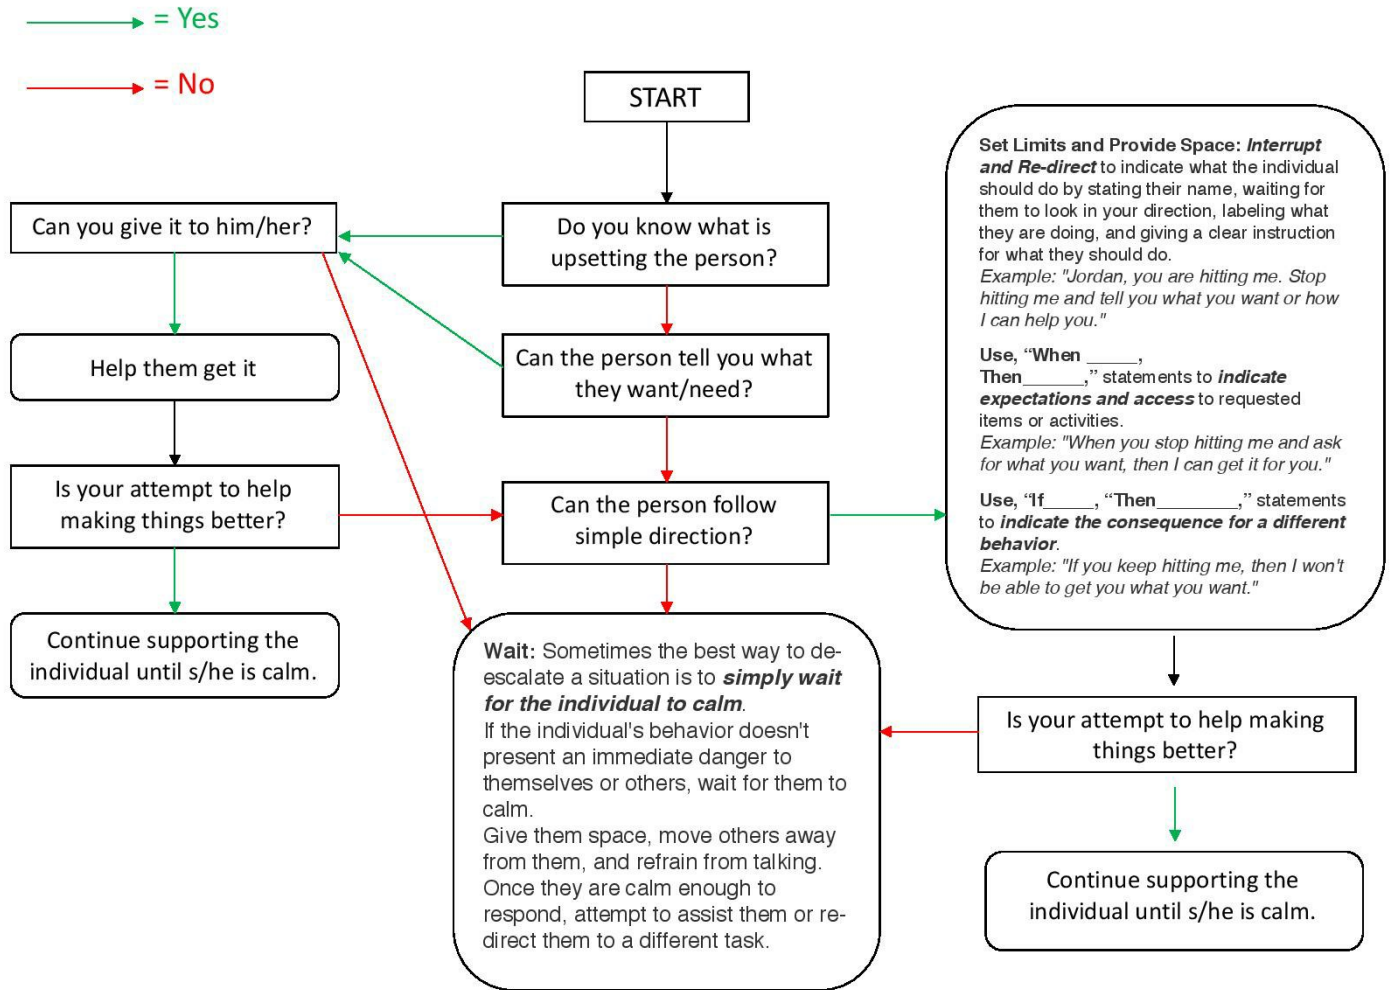 = Yes
= No
START
Do you know what is
upsetting the person?
Can you give it to him/her?
Help them get it
Is your attempt to help
making things better?
Continue supporting the
individual until s/he is calm.
Can the person tell you what
they want/need?
Can the person follow
simple direction?
Wait: Sometimes the best way to de-
escalate a situation is to simply wait
for the individual to calm.
If the individual's behavior doesn't
present an immediate danger to
themselves or others, wait for them to
calm.
Give them space, move others away
from them, and refrain from talking.
Once they are calm enough to
respond, attempt to assist them or re-
direct them to a different task.
Set Limits and Provide Space: Interrupt
and Re-direct to indicate what the individual
should do by stating their name, waiting for
them to look in your direction, labeling what
they are doing, and giving a clear instruction
for what they should do.
Example: "Jordan, you are hitting me. Stop
hitting me and tell you what you want or how
I can help you."
Use, “When _____,
Then______,” statements to indicate
expectations and access to requested
items or activities.
Example: "When you stop hitting me and ask
for what you want, then I can get it for you."
Use, “If_____, “Then________,” statements
to indicate the consequence for a different
behavior.
Example: "If you keep hitting me, then I won't
be able to get you what you want."
Is your attempt to help making
things better?
Continue supporting the
individual until s/he is calm.